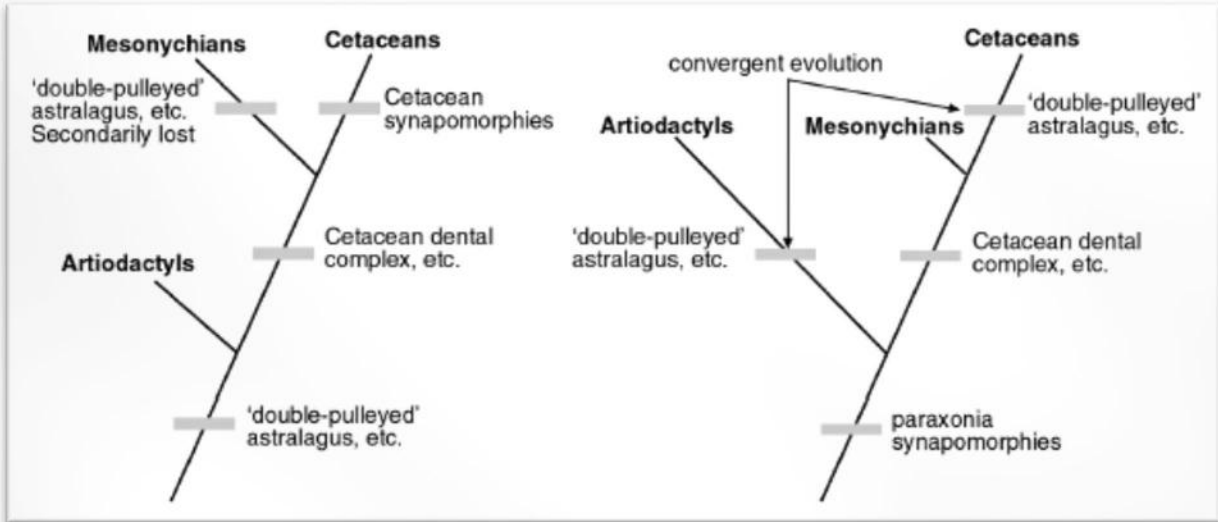 Mesonychians
Cetaceans
'double-pulleyed'
astralagus, etc.
Secondarily lost
Cetacean
synapomorphies
Cetacean dental
complex, etc.
Artiodactyls
'double-pulleyed'
astralagus, etc.
Cetaceans
convergent evolution
'double-pulleyed'
astralagus, etc.
Artiodactyls
Mesonychians
'double-pulleyed'
astralagus, etc.
Cetacean dental
complex, etc.
paraxonia
synapomorphies